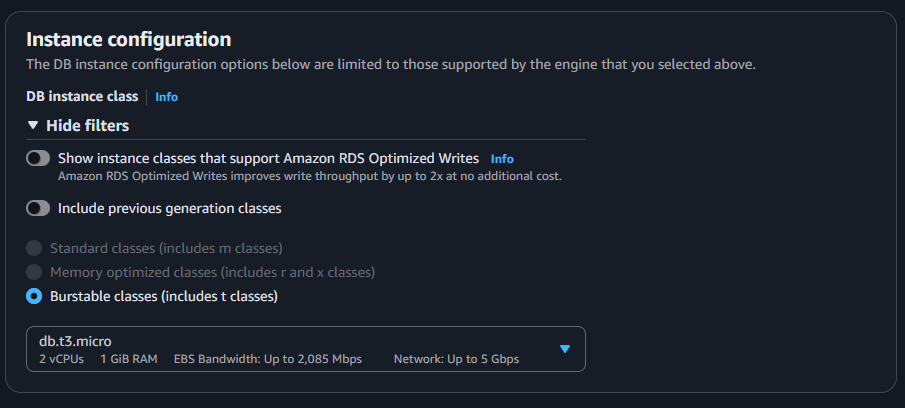 Instance configuration
The DB instance configuration options below are limited to those supported by the engine that you selected above.
DB instance class Info
Hide filters
Show instance classes that support Amazon RDS Optimized Writes Info
Amazon RDS Optimized Writes improves write throughput by up to 2x at no additional cost.
Include previous generation classes
Standard classes (includes m classes)
Memory optimized classes (includes r and x classes)
Burstable classes (includes t classes)
db.t3.micro
2 vCPUs 1 GiB RAM EBS Bandwidth: Up to 2,085 Mbps Network: Up to 5 Gbps